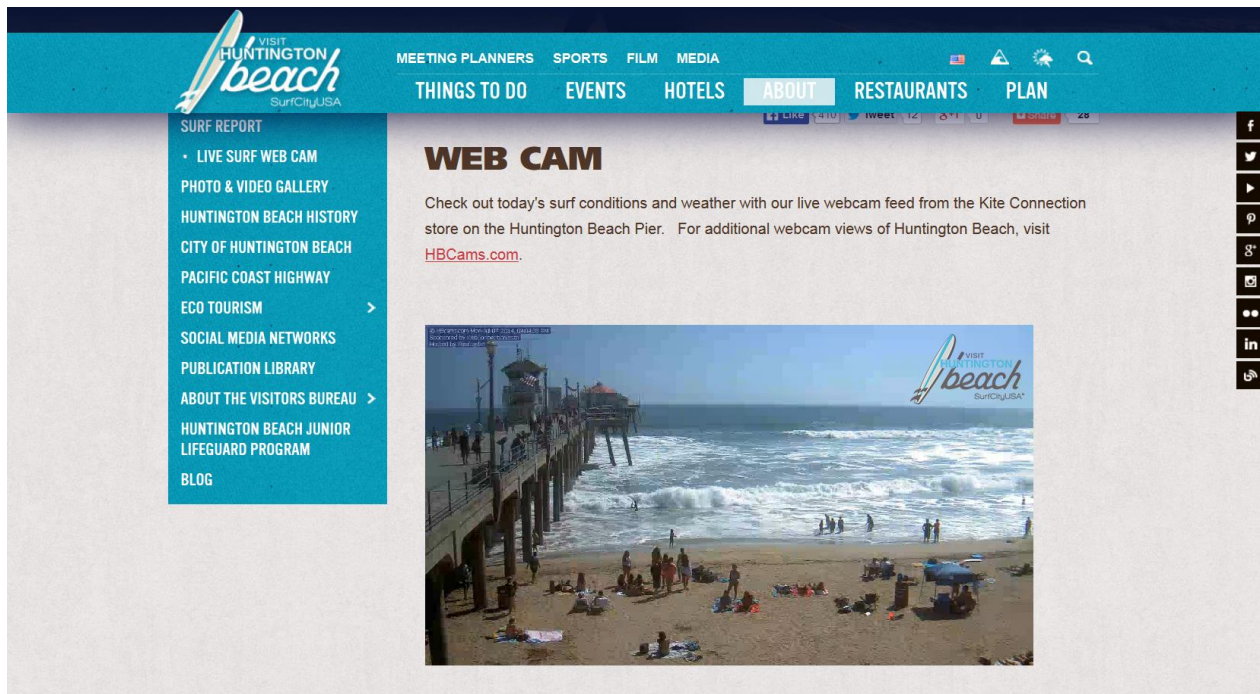 VISIT
HUNTINGTON
beach
SurfCityUSA
MEETING PLANNERS SPORTS FILM MEDIA
THINGS TO DO EVENTS HOTELS ABOUT RESTAURANTS PLAN
Like 410 Tweet 12 g+1 0 Share 28
SURF REPORT
• LIVE SURF WEB CAM
PHOTO & VIDEO GALLERY
HUNTINGTON BEACH HISTORY
CITY OF HUNTINGTON BEACH
PACIFIC COAST HIGHWAY
ECO TOURISM
SOCIAL MEDIA NETWORKS
PUBLICATION LIBRARY
ABOUT THE VISITORS BUREAU
HUNTINGTON BEACH JUNIOR
LIFEGUARD PROGRAM
BLOG
WEB CAM
Check out today's surf conditions and weather with our live webcam feed from the Kite Connection
store on the Huntington Beach Pier. For additional webcam views of Huntington Beach, visit
HBCams.com.
VISIT
HUNTINGTON
beach
SurfCityUSA